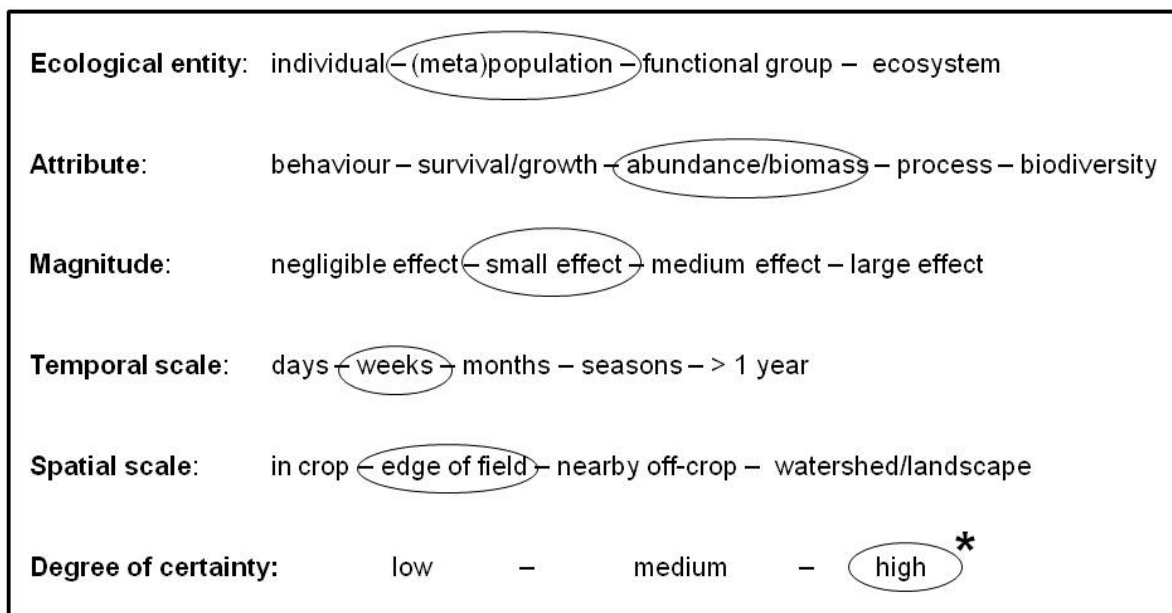 Ecological entity: individual – (meta)population – functional group – ecosystem
Attribute: behaviour – survival/growth – abundance/biomass – process – biodiversity
Magnitude: negligible effect – small effect – medium effect – large effect
Temporal scale: days – weeks – months – seasons – > 1 year
Spatial scale: in crop – edge of field – nearby off-crop – watershed/landscape
Degree of certainty: low – medium – high *